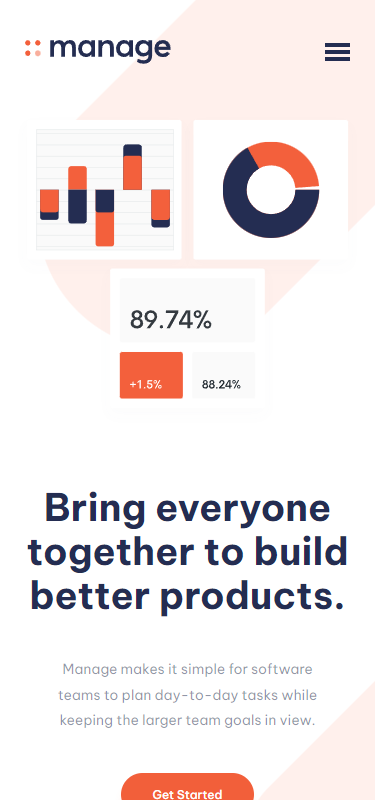 manage
89.74%
+1.5%
88.24%
Bring everyone
together to build
better products.
Manage makes it simple for software
teams to plan day-to-day tasks while
keeping the larger team goals in view.
Get Started